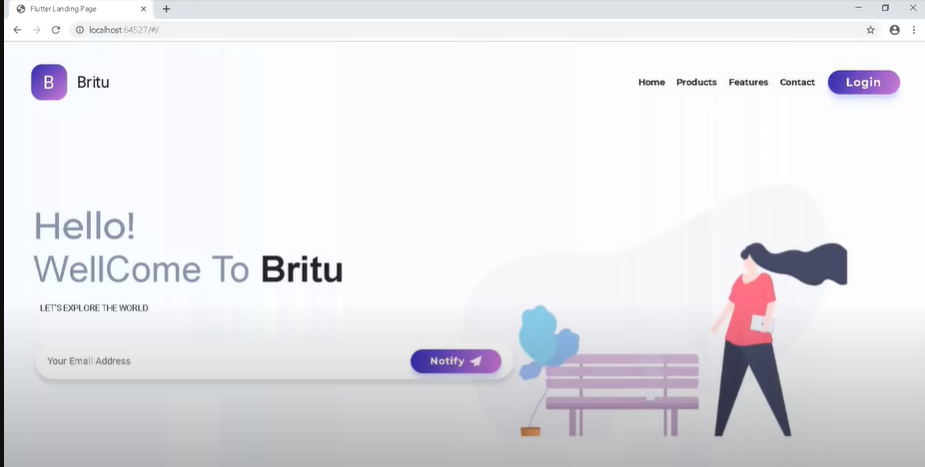 Flutter Landing Page
localhost:64527/#/
B Britu
Home Products Features Contact Login
Hello!
WellCome To Britu
LET'S EXPLORE THE WORLD
Your Email Address Notify